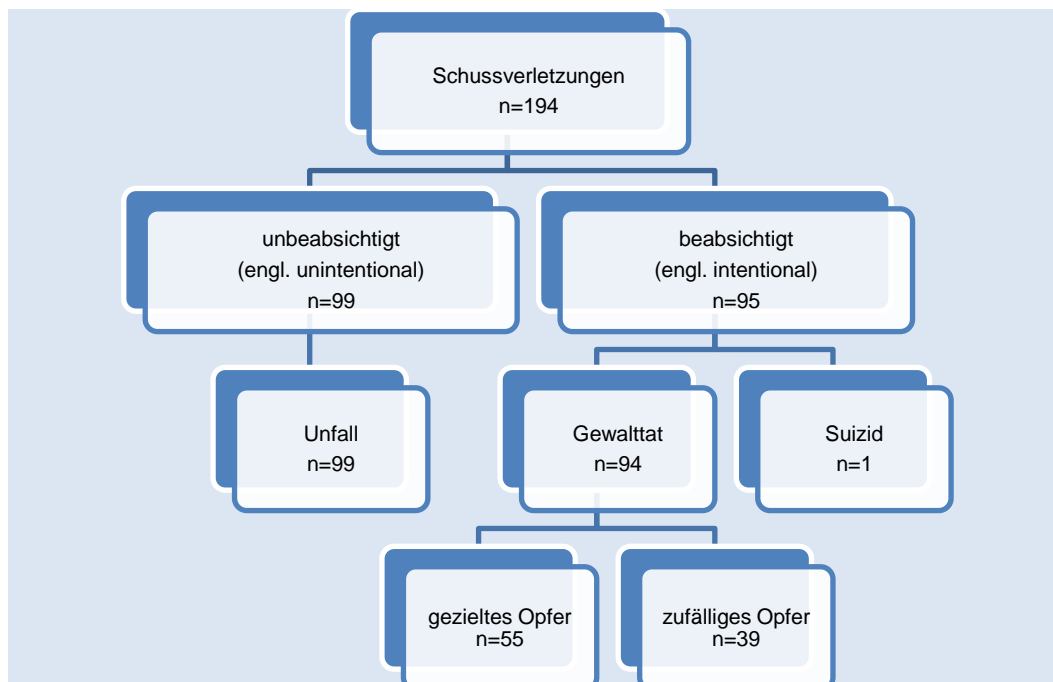 Schussverletzungen
n=194
unbeabsichtigt
(engl. unintentional)
n=99
beabsichtigt
(engl. intentional)
n=95
Unfall
n=99
Gewalttat
n=94
Suizid
n=1
gezieltes Opfer
n=55
zufälliges Opfer
n=39